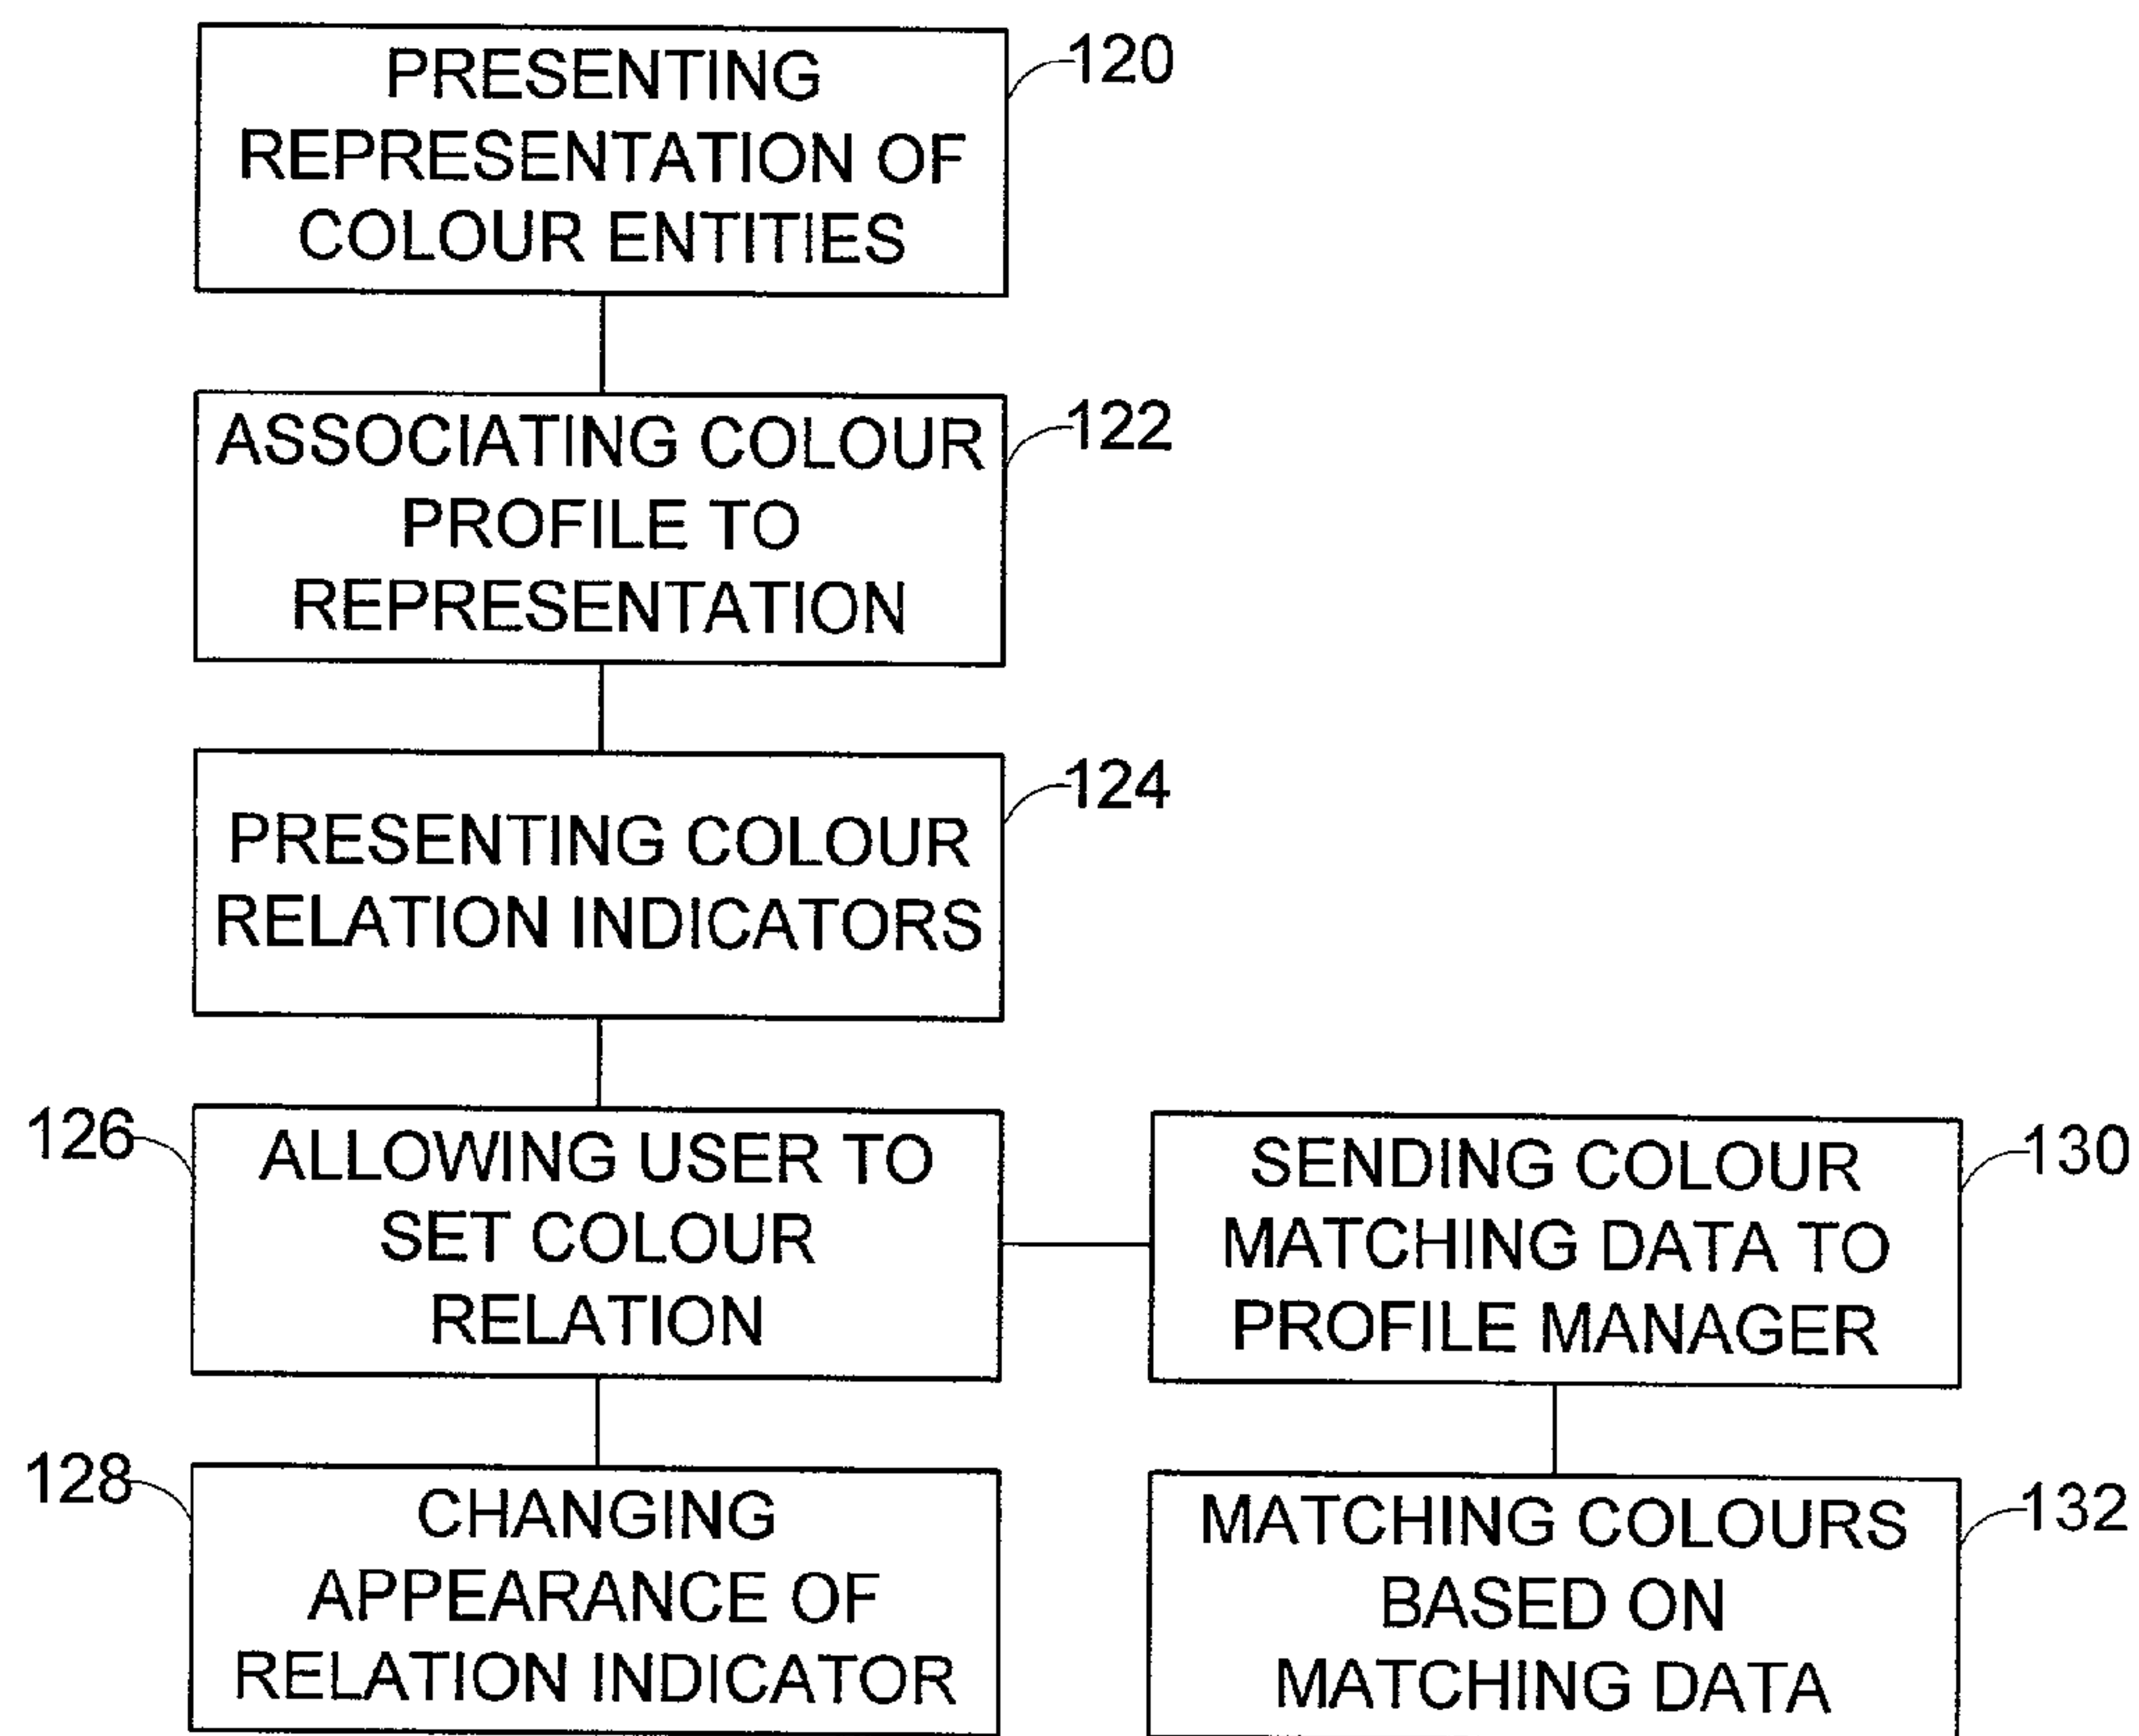 PRESENTING
REPRESENTATION OF
COLOUR ENTITIES
120
ASSOCIATING COLOUR
PROFILE TO
REPRESENTATION
122
PRESENTING COLOUR
RELATION INDICATORS
124
126
ALLOWING USER TO
SET COLOUR
RELATION
SENDING COLOUR
MATCHING DATA TO
PROFILE MANAGER
130
128
CHANGING
APPEARANCE OF
RELATION INDICATOR
MATCHING COLOURS
BASED ON
MATCHING DATA
132